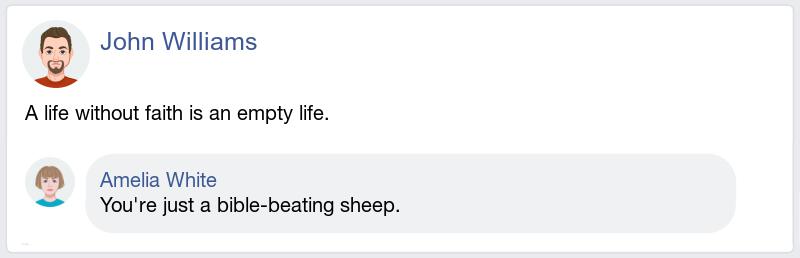 John Williams
A life without faith is an empty life.
Amelia White
You're just a bible-beating sheep.